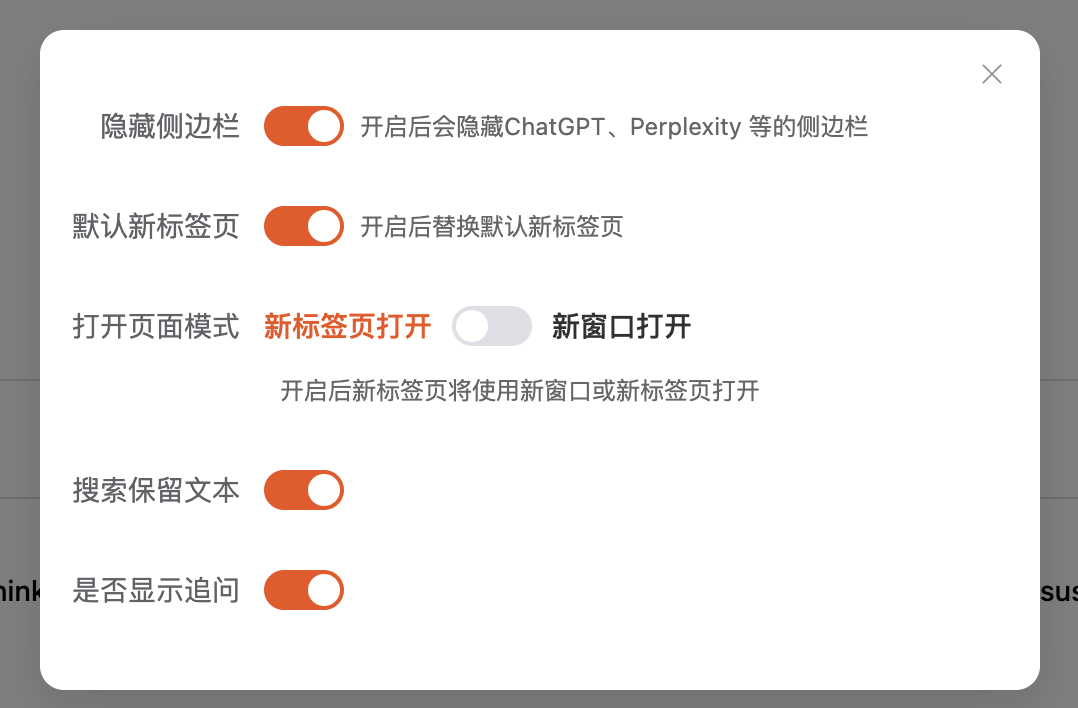 隐藏侧边栏 开启后会隐藏ChatGPT、Perplexity 等的侧边栏
默认新标签页 开启后替换默认新标签页
打开页面模式 新标签页打开 新窗口打开
开启后新标签页将使用新窗口或新标签页打开
搜索保留文本
是否显示追问